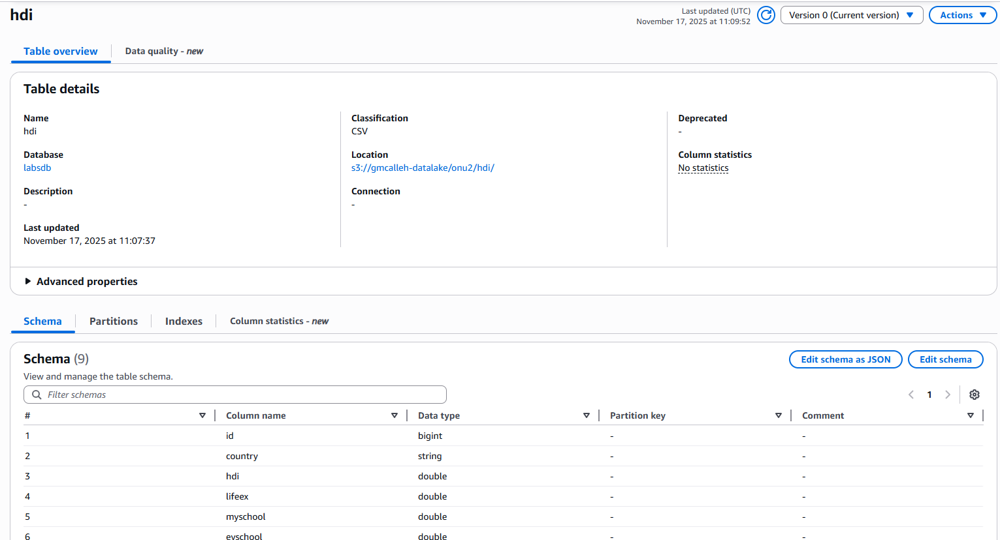 hdi
Last updated (UTC)
November 17, 2025 at 11:09:52
Version 0 (Current version)
Actions
Table overview
Data quality - new
Table details
Name
hdi
Database
labsdb
Description
-
Last updated
November 17, 2025 at 11:07:37
Classification
CSV
Location
s3://gmcalleh-datalake/onu2/hdi/
Connection
-
Deprecated
-
Column statistics
No statistics
Advanced properties
Schema
Partitions
Indexes
Column statistics - new
Schema (9)
View and manage the table schema.
Edit schema as JSON
Edit schema
Filter schemas
1
# Column name Data type Partition key Comment
1 id bigint - -
2 country string - -
3 hdi double - -
4 lifeex double - -
5 myschool double - -
6 eyschool double - -